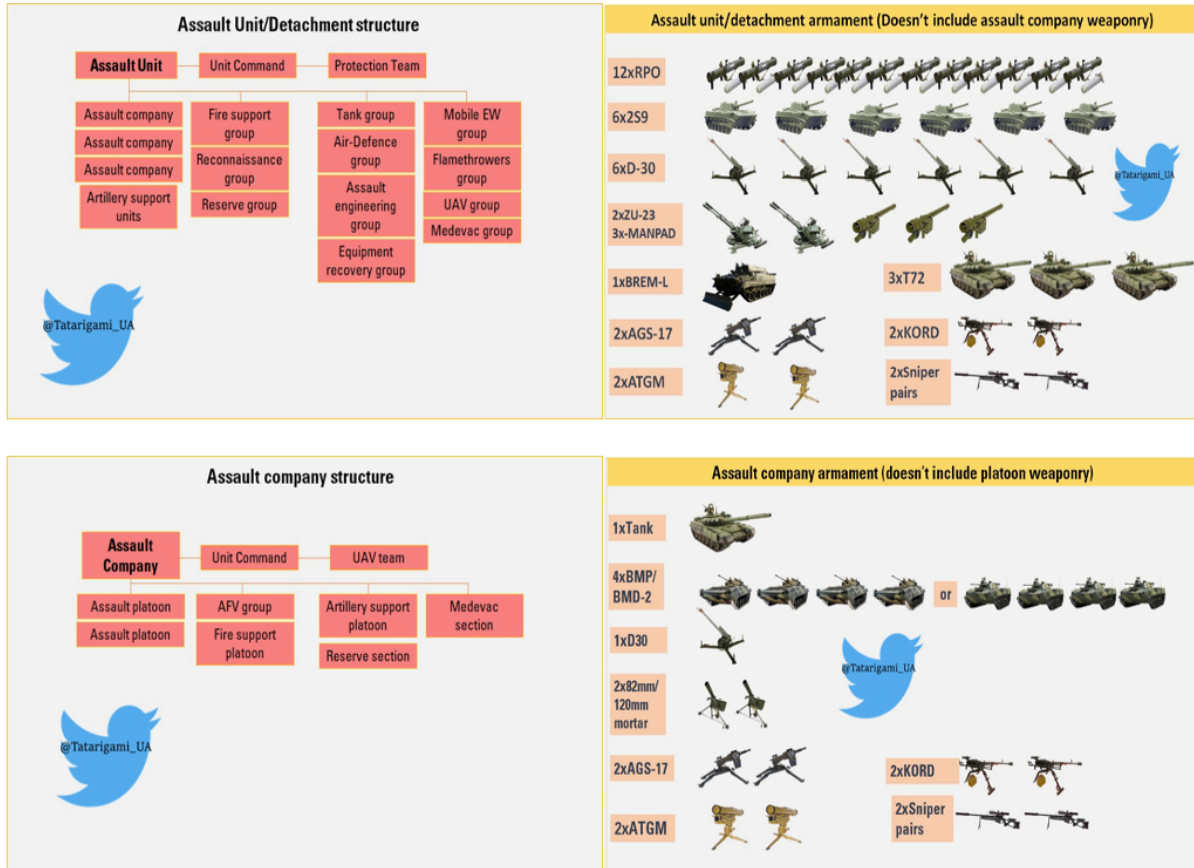 Assault Unit/Detachment structure
Assault Unit
Unit Command
Protection Team
Assault company
Assault company
Assault company
Artillery support
units
Fire support
group
Reconnaissance
group
Reserve group
Tank group
Air-Defence
group
Assault
engineering
group
Equipment
recovery group
Mobile EW
group
Flamethrowers
group
UAV group
Medevac group
@Tatarigami_UA
Assault unit/detachment armament (Doesn't include assault company weaponry)
12xRPO
6x2S9
6xD-30
@Tatarigami_UA
2xZU-23
3x-MANPAD
1xBREM-L
3xT72
2xAGS-17
2xKORD
2xATGM
2xSniper
pairs
Assault company structure
Assault
Company
Unit Command
UAV team
Assault platoon
Assault platoon
AFV group
Fire support
platoon
Artillery support
platoon
Reserve section
Medevac
section
@Tatarigami_UA
Assault company armament (doesn't include platoon weaponry)
1xTank
4xBMP/
BMD-2
or
1xD30
@Tatarigami_UA
2x82mm/
120mm
mortar
2xAGS-17
2xKORD
2xATGM
2xSniper
pairs